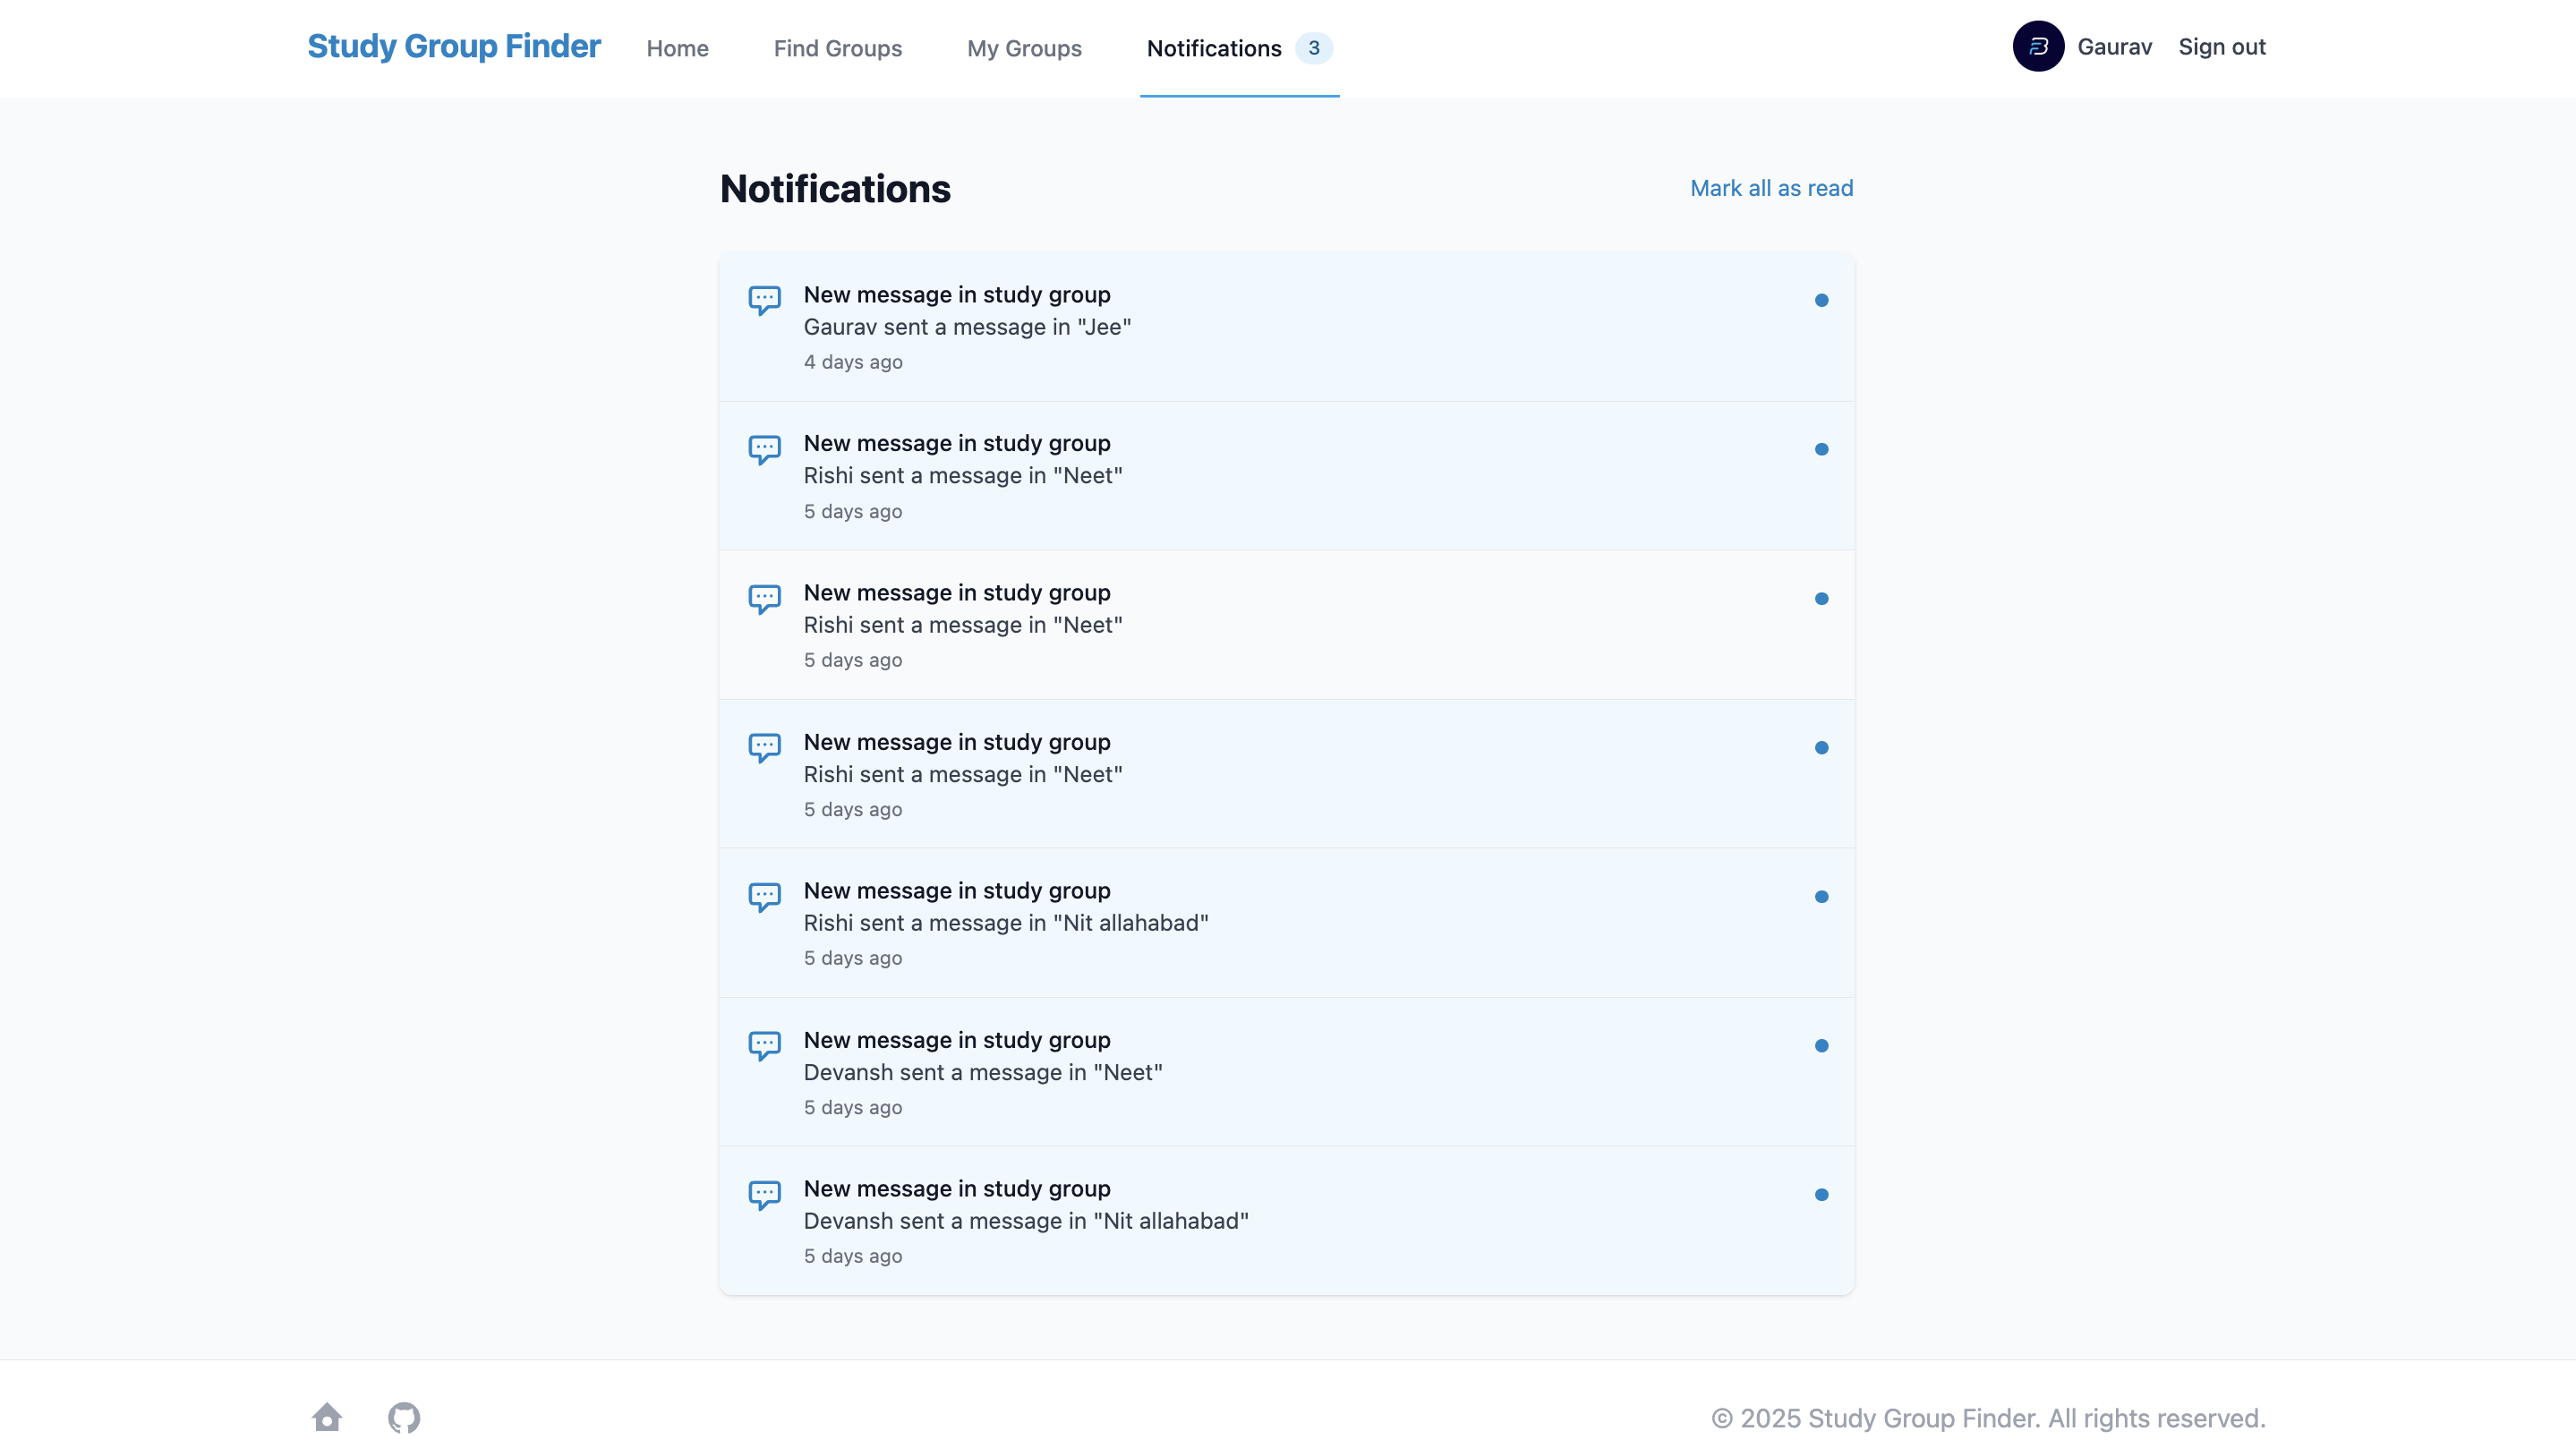 Study Group Finder
Home
Find Groups
My Groups
Notifications 3
Gaurav
Sign out
Notifications
Mark all as read
New message in study group
Gaurav sent a message in "Jee"
4 days ago
New message in study group
Rishi sent a message in "Neet"
5 days ago
New message in study group
Rishi sent a message in "Neet"
5 days ago
New message in study group
Rishi sent a message in "Neet"
5 days ago
New message in study group
Rishi sent a message in "Nit allahabad"
5 days ago
New message in study group
Devansh sent a message in "Neet"
5 days ago
New message in study group
Devansh sent a message in "Nit allahabad"
5 days ago
© 2025 Study Group Finder. All rights reserved.